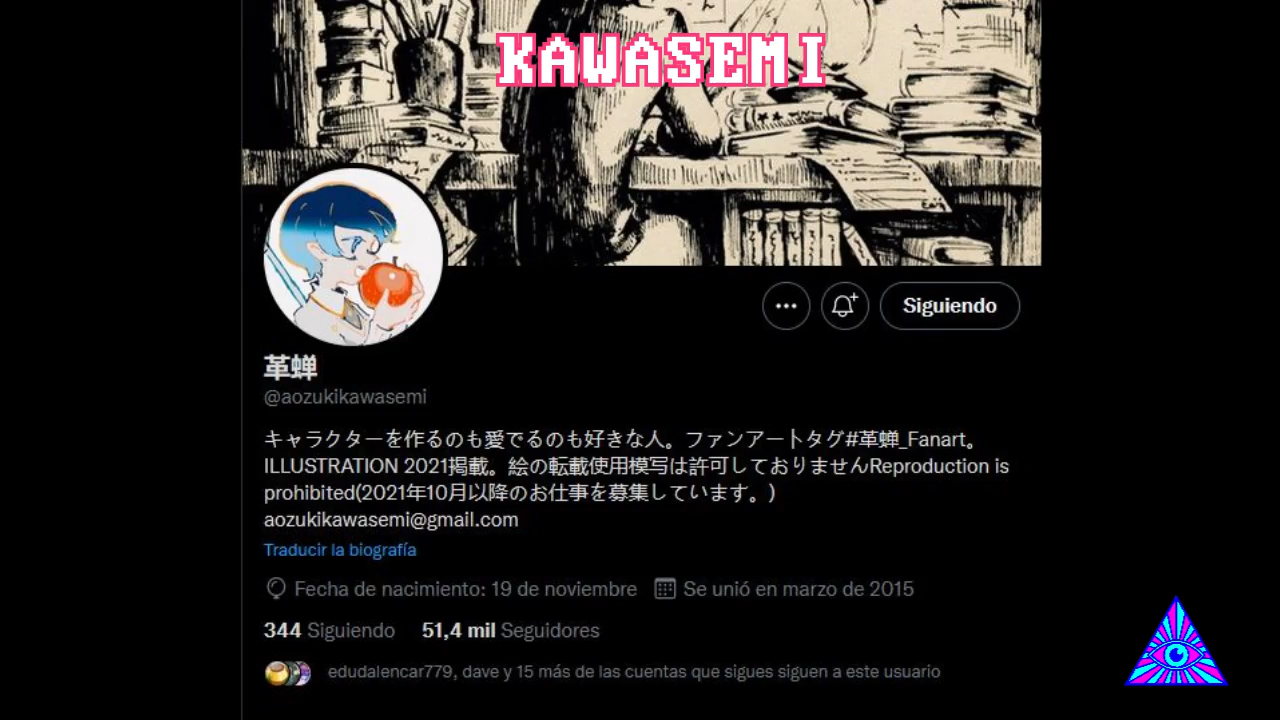 KAWASEMI
Siguiendo
革蝉
@aozukikawasemi
キャラクターを作るのも愛でるのも好きな人。ファンアートタグ#革蝉_Fanart。
ILLUSTRATION 2021掲載。絵の転載使用模写は許可しておりませんReproduction is
prohibited(2021年10月以降のお仕事を募集しています。)
aozukikawasemi@gmail.com
Traducir la biografía
Fecha de nacimiento: 19 de noviembre Se unió en marzo de 2015
344 Siguiendo 51,4 mil Seguidores
edudalencar779, dave y 15 más de las cuentas que sigues siguen a este usuario